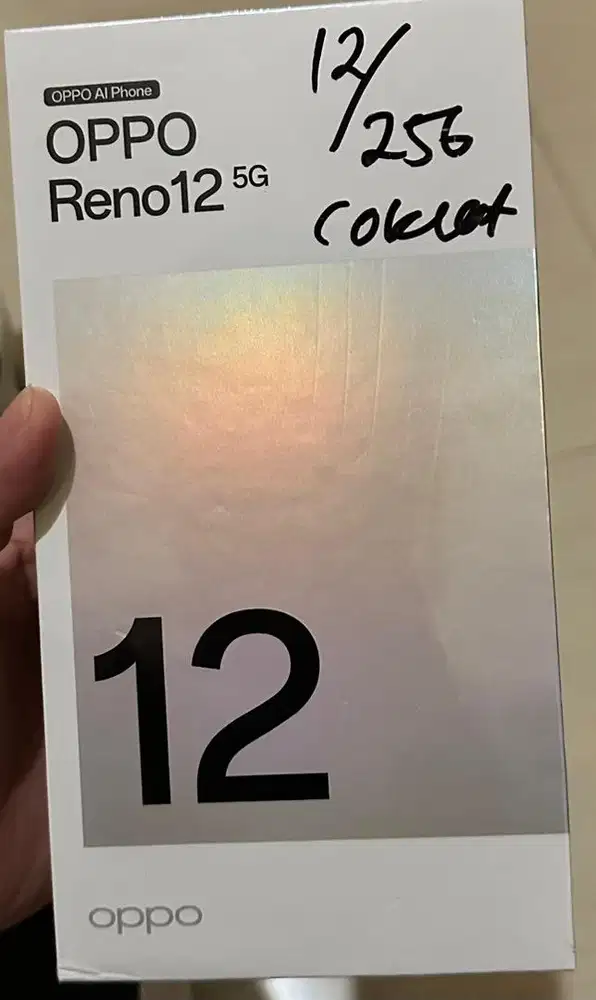 OPPO AI Phone
OPPO
Reno12 5G
12/256
Coklat
12
oppo